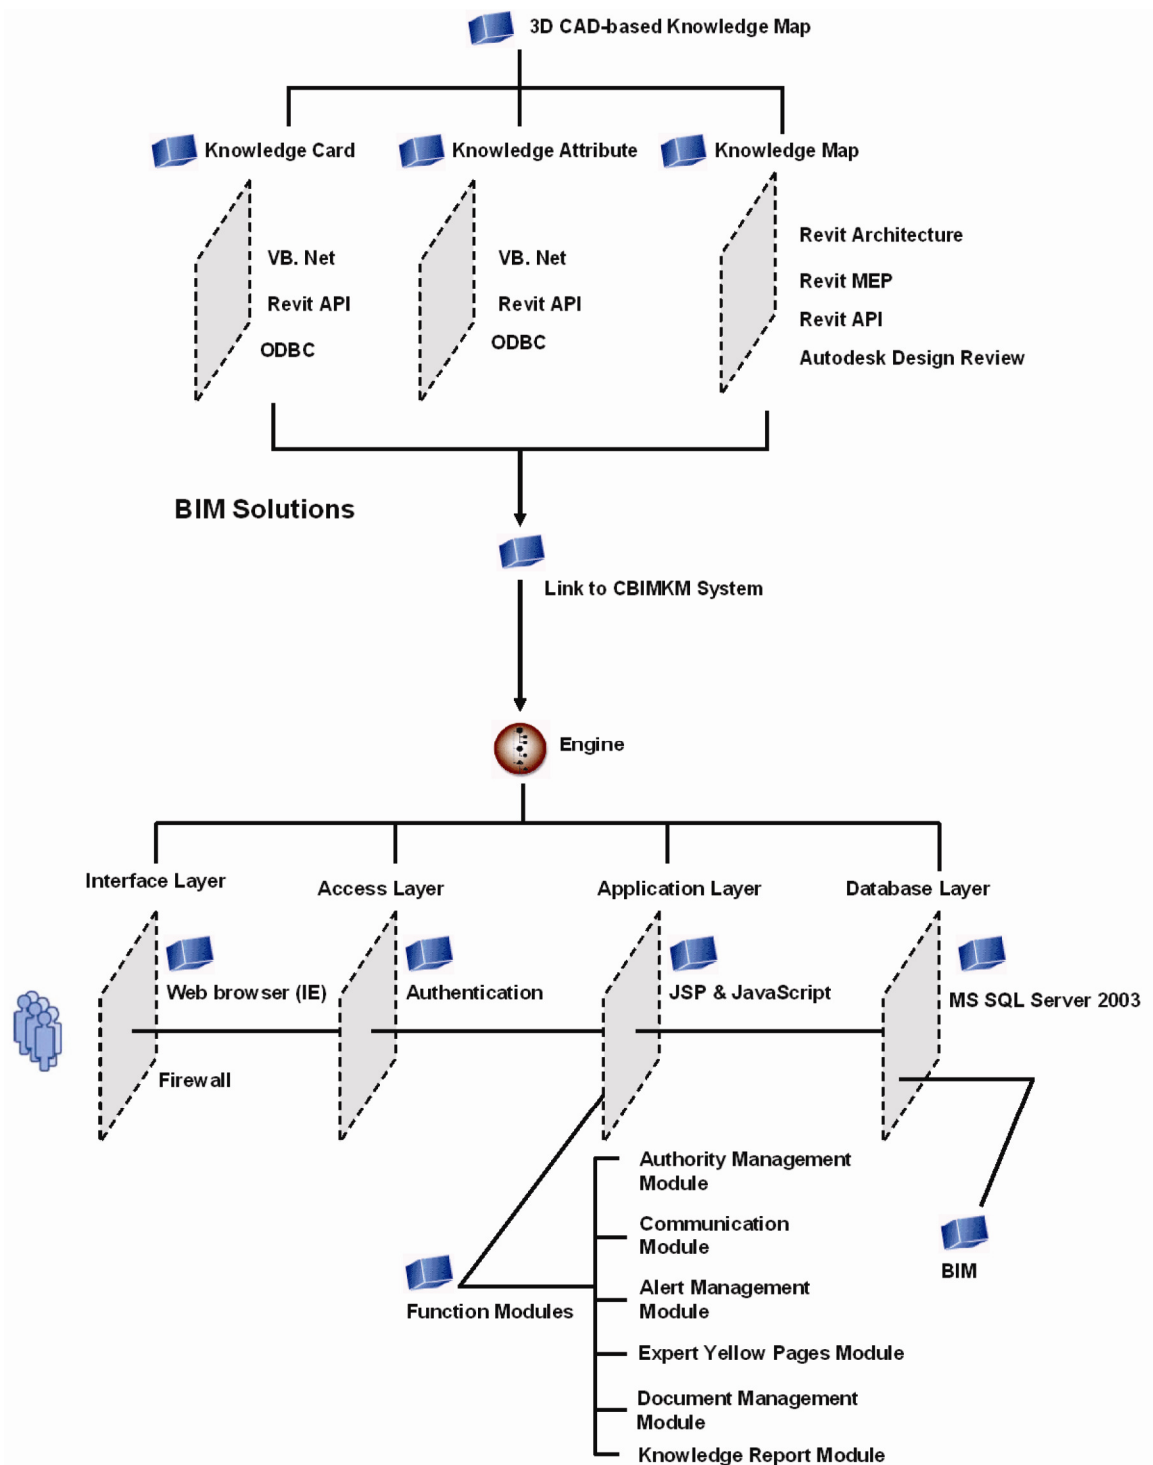 3D CAD-based Knowledge Map
Knowledge Card
Knowledge Attribute
Knowledge Map
VB. Net
Revit API
ODBC
VB. Net
Revit API
ODBC
Revit Architecture
Revit MEP
Revit API
Autodesk Design Review
BIM Solutions
Link to CBIMKM System
Engine
Interface Layer
Access Layer
Application Layer
Database Layer
Web browser (IE)
Authentication
JSP & JavaScript
MS SQL Server 2003
Firewall
Function Modules
Authority Management
Module
Communication
Module
Alert Management
Module
Expert Yellow Pages Module
Document Management
Module
Knowledge Report Module
BIM